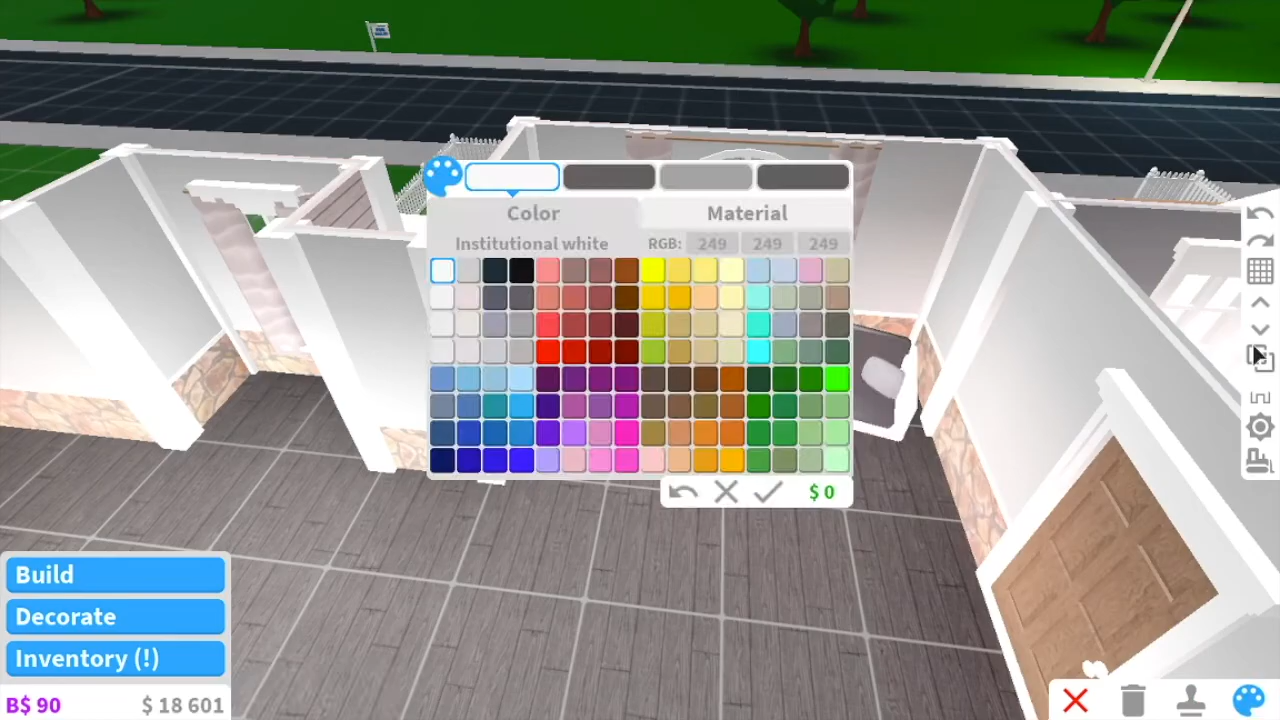 Color
Material
Institutional white
RGB: 249 249 249
$ 0
Build
Decorate
Inventory (!)
B$ 90
$ 18 601